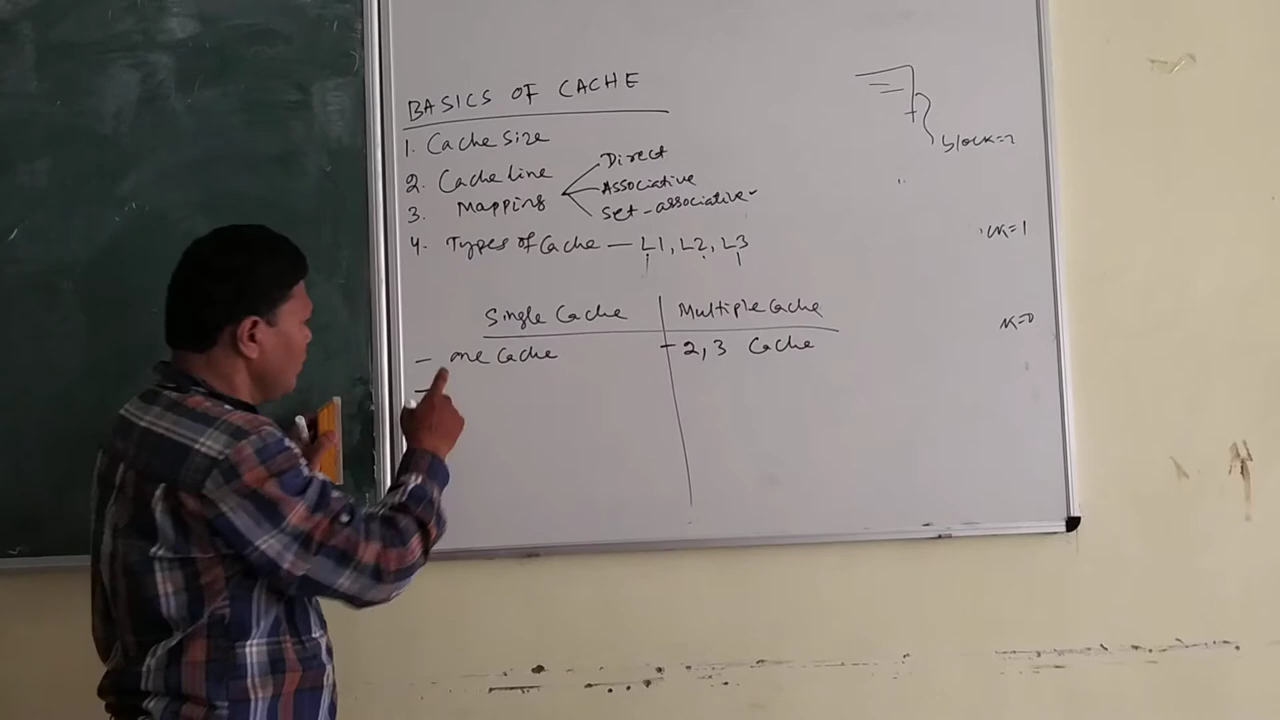 BASICS OF CACHE
1. Cache Size
2. Cache line
3. Mapping
Direct
Associative
Set-associative
4. Types of Cache — L1, L2, L3
Single Cache
Multiple Cache
– one Cache
– 2, 3 Cache
–
block=2
ck=1
k=0